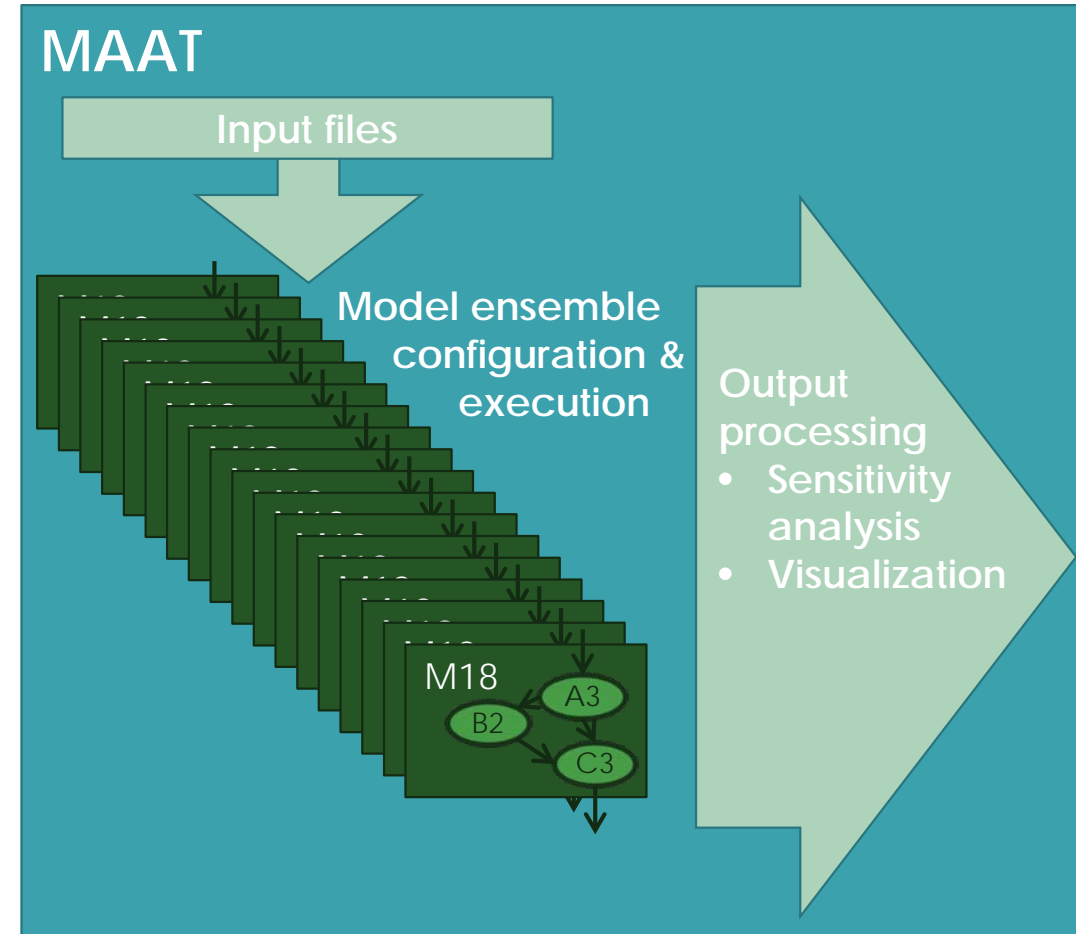 MAAT
Input files
Model ensemble
configuration &
execution
Output
processing
• Sensitivity
analysis
• Visualization
M18
A3
B2
C3